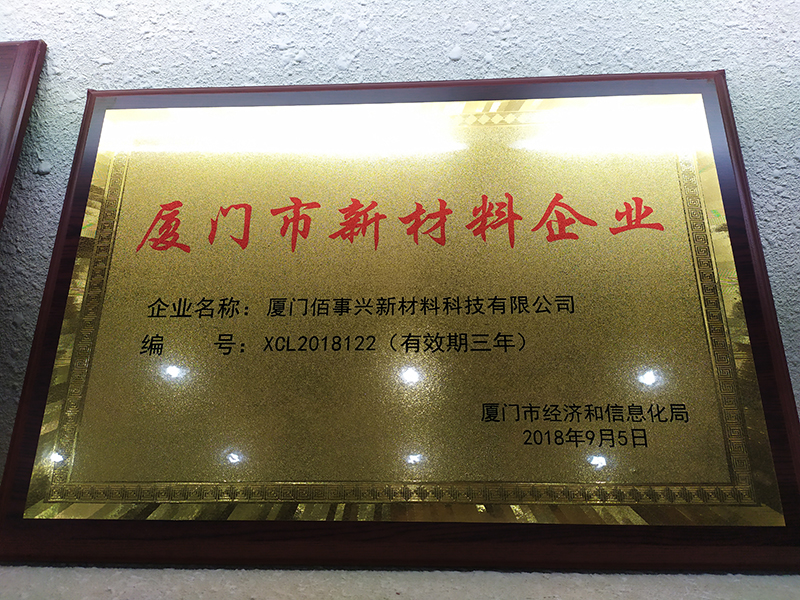 厦门市新材料企业
企业名称：厦门佰事兴新材料科技有限公司
编　　号：XCL2018122（有效期三年）
厦门市经济和信息化局
2018年9月5日